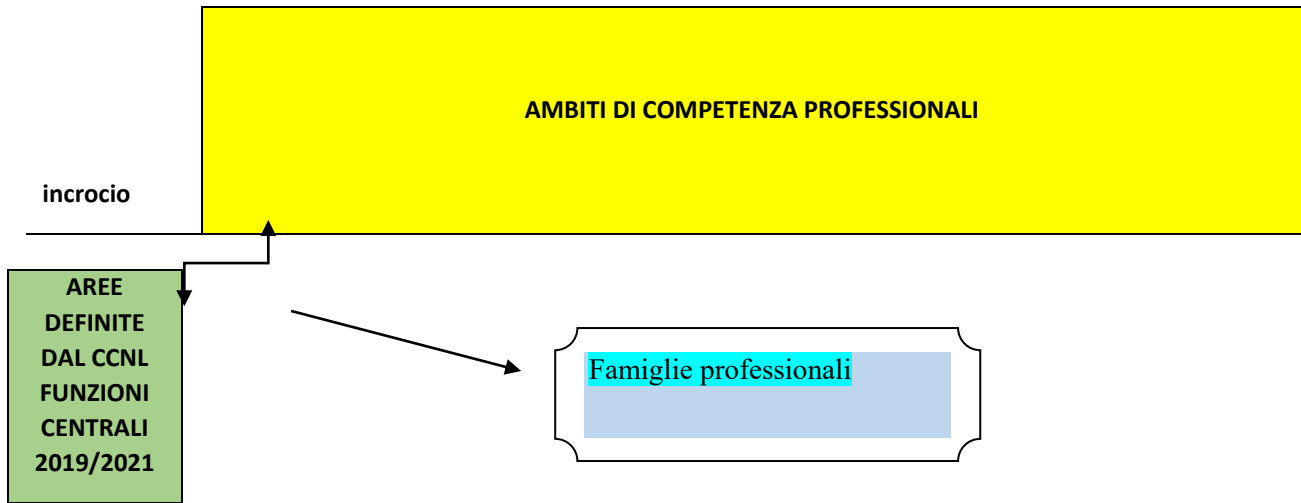 AMBITI DI COMPETENZA PROFESSIONALI
incrocio
AREE
DEFINITE
DAL CCNL
FUNZIONI
CENTRALI
2019/2021
Famiglie professionali